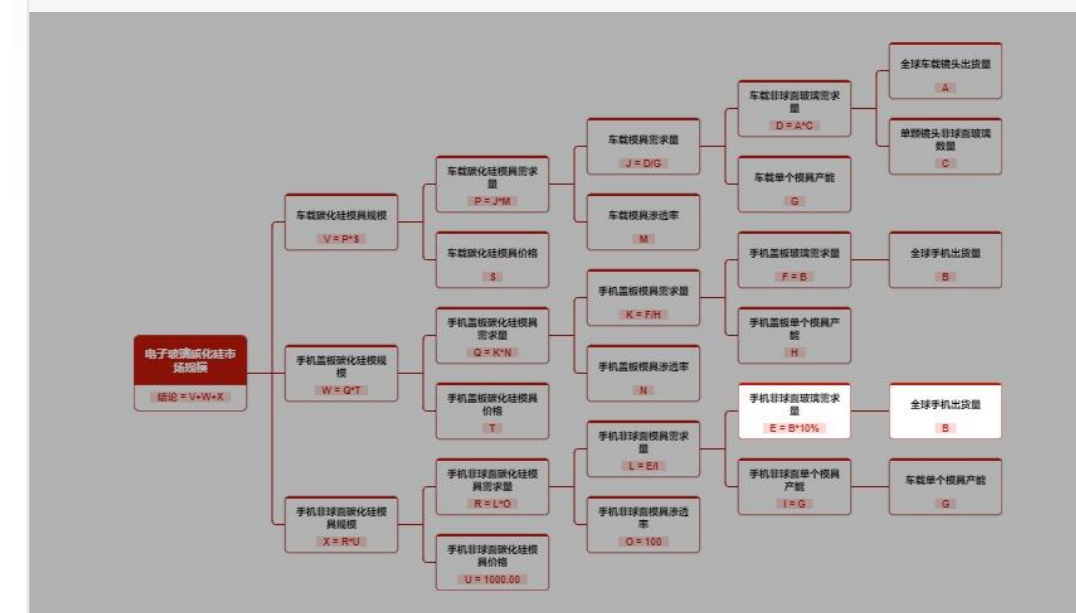 全球车载镜头出货量
A
车载非球面玻璃需求
量
D = A*C
单颗镜头非球面玻璃
数量
C
车载模具需求量
J = D/G
车载单个模具产能
G
车载碳化硅模具需求
量
P = J*M
车载模具渗透率
M
车载碳化硅模具规模
V = P*S
车载碳化硅模具价格
S
手机盖板玻璃需求量
F = B
全球手机出货量
B
手机盖板模具需求量
K = F/H
手机盖板单个模具产
能
H
手机盖板碳化硅模具
需求量
Q = K*N
手机盖板模具渗透率
N
电子玻璃碳化硅市
场规模
结论 = V+W+X
手机盖板碳化硅模规
模
W = Q*T
手机盖板碳化硅模具
价格
T
手机非球面玻璃需求
量
E = B*10%
全球手机出货量
B
手机非球面模具需求
量
L = E/I
手机非球面单个模具
产能
I = G
车载单个模具产能
G
手机非球面碳化硅模
具需求量
R = L*O
手机非球面模具渗透
率
O = 100
手机非球面碳化硅模
具规模
X = R*U
手机非球面碳化硅模
具价格
U = 1000.00